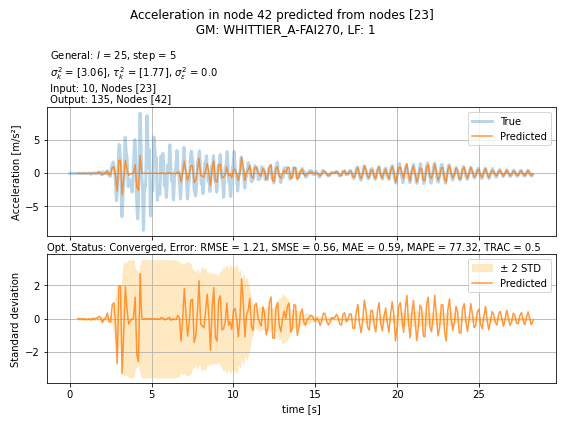 Acceleration in node 42 predicted from nodes [23]
GM: WHITTIER_A-FAI270, LF: 1
General: l = 25, step = 5
σ²ₖ = [3.06], τ²ₖ = [1.77], σ²_ε = 0.0
Input: 10, Nodes [23]
Output: 135, Nodes [42]
True
Predicted
Acceleration [m/s²]
5
0
−5
Opt. Status: Converged, Error: RMSE = 1.21, SMSE = 0.56, MAE = 0.59, MAPE = 77.32, TRAC = 0.5
± 2 STD
Predicted
Standard deviation
2
0
−2
0 5 10 15 20 25
time [s]